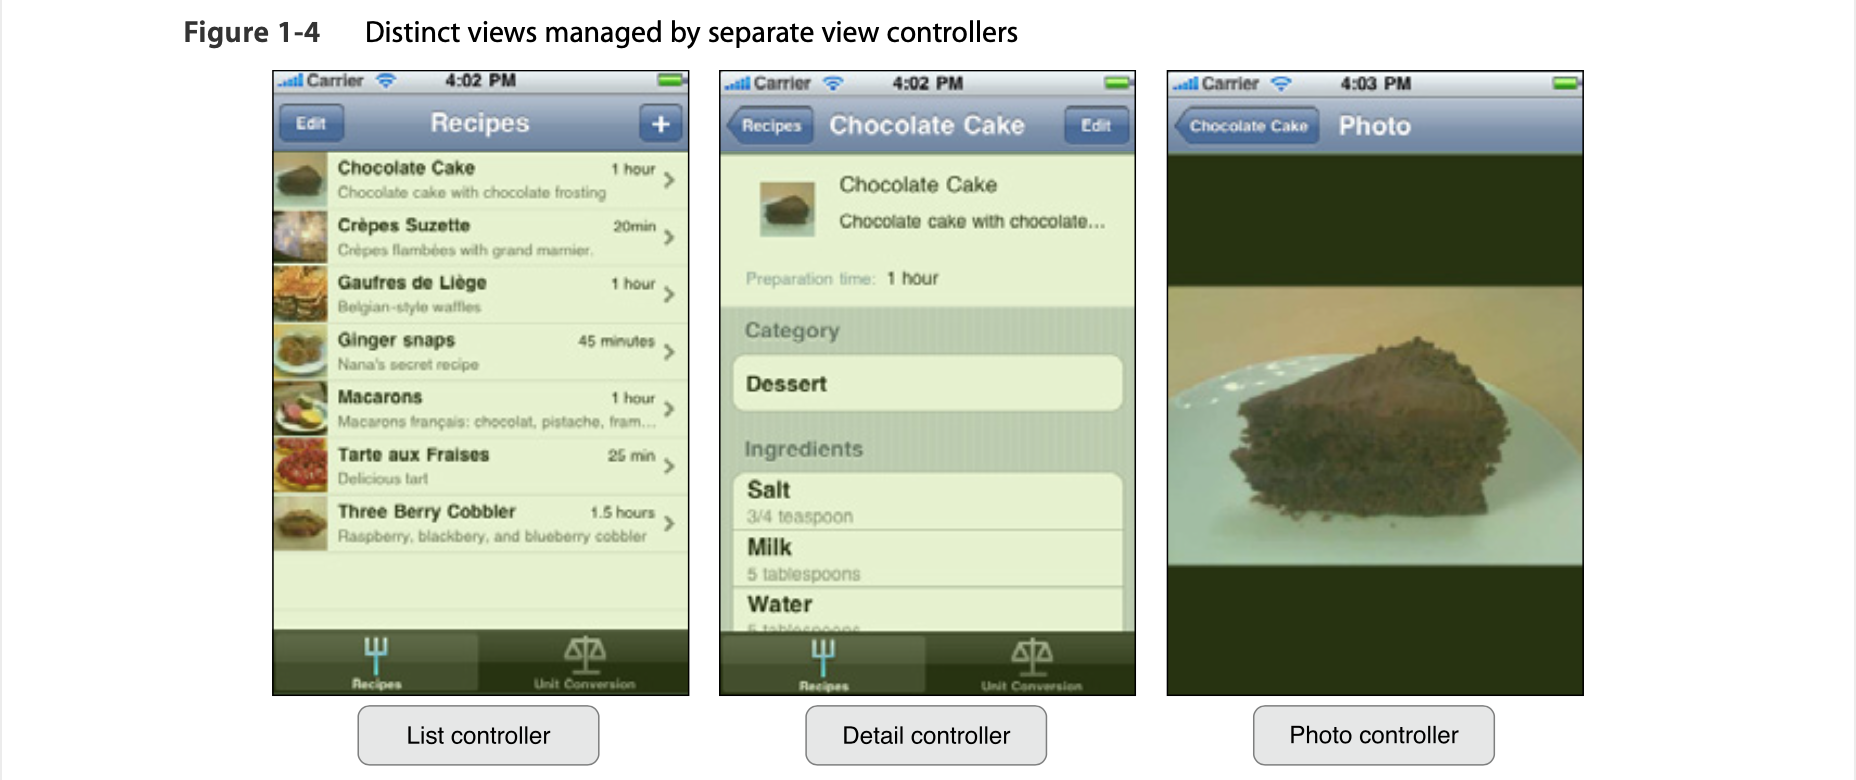 Figure 1-4 Distinct views managed by separate view controllers
Carrier 4:02 PM
Edit Recipes +
Chocolate Cake 1 hour
Chocolate cake with chocolate frosting
Crèpes Suzette 20min
Crèpes flambées with grand marnier.
Gaufres de Liège 1 hour
Belgian-style waffles
Ginger snaps 45 minutes
Nana's secret recipe
Macarons 1 hour
Macarons français: chocolat, pistache, fram...
Tarte aux Fraises 25 min
Delicious tart
Three Berry Cobbler 1.5 hours
Raspberry, blackbery, and blueberry cobbler
Recipes Unit Conversion
List controller
Carrier 4:02 PM
Recipes Chocolate Cake Edit
Chocolate Cake
Chocolate cake with chocolate...
Preparation time: 1 hour
Category
Dessert
Ingredients
Salt
3/4 teaspoon
Milk
5 tablespoons
Water
5 tablespoons
Recipes Unit Conversion
Detail controller
Carrier 4:03 PM
Chocolate Cake Photo
Photo controller